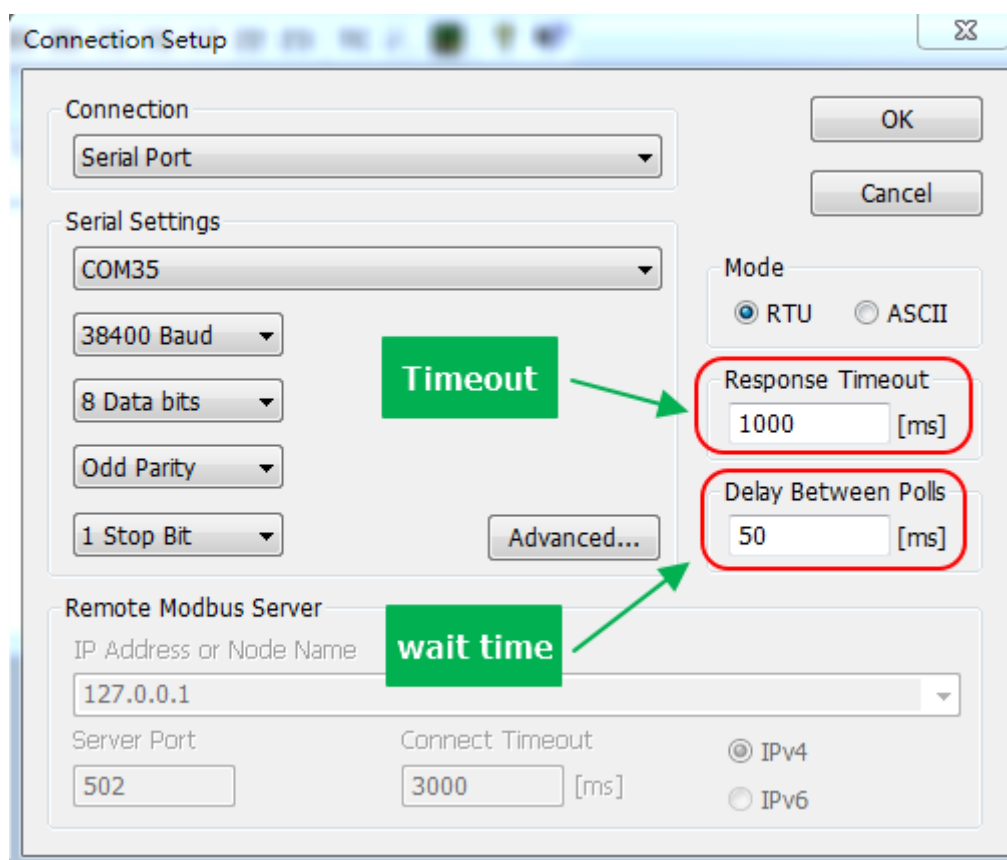 Connection Setup
Connection
Serial Port
OK
Cancel
Serial Settings
COM35
Mode
RTU
ASCII
38400 Baud
Timeout
Response Timeout
1000
[ms]
8 Data bits
Odd Parity
Delay Between Polls
50
[ms]
1 Stop Bit
Advanced...
Remote Modbus Server
wait time
IP Address or Node Name
127.0.0.1
Server Port
Connect Timeout
IPv4
502
3000
[ms]
IPv6